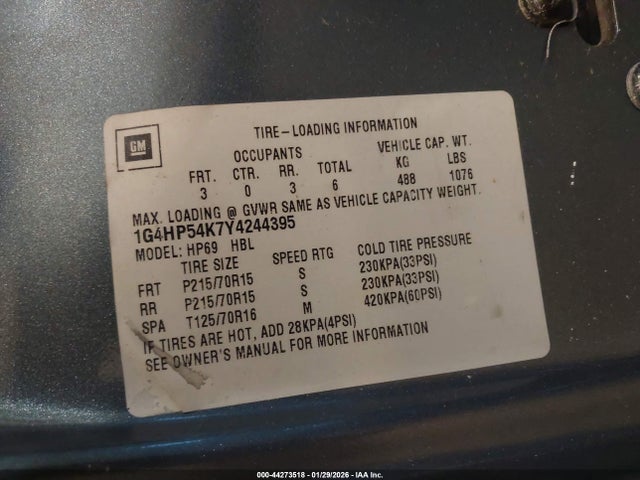 GM
TIRE-LOADING INFORMATION
OCCUPANTS VEHICLE CAP. WT.
FRT. CTR. RR. TOTAL KG LBS
3 0 3 6 488 1076
MAX. LOADING @ GVWR SAME AS VEHICLE CAPACITY WEIGHT.
1G4HP54K7Y4244395
MODEL: HP69 HBL
TIRE SIZE SPEED RTG COLD TIRE PRESSURE
FRT P215/70R15 S 230KPA(33PSI)
RR P215/70R15 S 230KPA(33PSI)
SPA T125/70R16 M 420KPA(60PSI)
IF TIRES ARE HOT, ADD 28KPA(4PSI)
SEE OWNER'S MANUAL FOR MORE INFORMATION
000-44273518 - 01/29/2026 - IAA Inc.